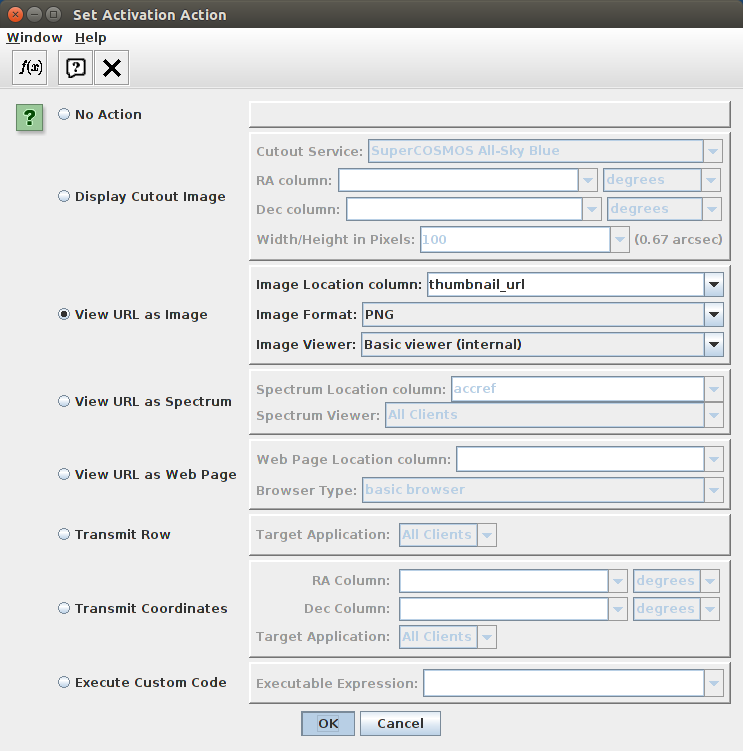 Set Activation Action
Window Help
f(x)
?
? No Action
Cutout Service: SuperCOSMOS All-Sky Blue
RA column: degrees
Display Cutout Image
Dec column: degrees
Width/Height in Pixels: 100 (0.67 arcsec)
Image Location column: thumbnail_url
View URL as Image
Image Format: PNG
Image Viewer: Basic viewer (internal)
Spectrum Location column: accref
View URL as Spectrum
Spectrum Viewer: All Clients
Web Page Location column:
View URL as Web Page
Browser Type: basic browser
Transmit Row
Target Application: All Clients
RA Column: degrees
Transmit Coordinates
Dec Column: degrees
Target Application: All Clients
Execute Custom Code
Executable Expression:
OK Cancel